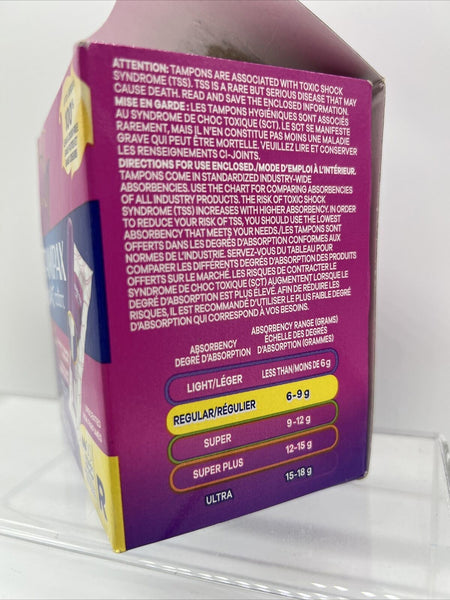 ATTENTION: TAMPONS ARE ASSOCIATED WITH TOXIC SHOCK
SYNDROME (TSS). TSS IS A RARE BUT SERIOUS DISEASE THAT MAY
CAUSE DEATH. READ AND SAVE THE ENCLOSED INFORMATION.
MISE EN GARDE : LES TAMPONS HYGIÉNIQUES SONT ASSOCIÉS
AU SYNDROME DE CHOC TOXIQUE (SCT). LE SCT SE MANIFESTE
RAREMENT, MAIS IL N'EN CONSTITUE PAS MOINS UNE MALADIE
GRAVE QUI PEUT ÊTRE MORTELLE. VEUILLEZ LIRE ET CONSERVER
LES RENSEIGNEMENTS CI-JOINTS.
DIRECTIONS FOR USE ENCLOSED./MODE D'EMPLOI À L'INTÉRIEUR.
TAMPONS COME IN STANDARDIZED INDUSTRY-WIDE
ABSORBENCIES. USE THE CHART FOR COMPARING ABSORBENCIES
OF ALL INDUSTRY PRODUCTS. THE RISK OF TOXIC SHOCK
SYNDROME (TSS) INCREASES WITH HIGHER ABSORBENCY. IN ORDER
TO REDUCE YOUR RISK OF TSS, YOU SHOULD USE THE LOWEST
ABSORBENCY THAT MEETS YOUR NEEDS./LES TAMPONS SONT
OFFERTS DANS LES DEGRÉS D'ABSORPTION CONFORMES AUX
NORMES DE L'INDUSTRIE. SERVEZ-VOUS DU TABLEAU POUR
COMPARER LES DIFFÉRENTS DEGRÉS D'ABSORPTION DES PRODUITS
OFFERTS SUR LE MARCHÉ. LES RISQUES DE CONTRACTER LE
SYNDROME DE CHOC TOXIQUE (SCT) AUGMENTENT LORSQUE LE
DEGRÉ D'ABSORPTION EST PLUS ÉLEVÉ. AFIN DE RÉDUIRE LES
RISQUES, IL EST RECOMMANDÉ D'UTILISER LE PLUS FAIBLE DEGRÉ
D'ABSORPTION QUI CORRESPOND À VOS BESOINS.
ABSORBENCY
DEGRÉ D'ABSORPTION
ABSORBENCY RANGE (GRAMS)
ÉCHELLE DES DEGRÉS
D'ABSORPTION (GRAMMES)
LIGHT/LÉGER LESS THAN/MOINS DE 6 g
REGULAR/RÉGULIER 6-9 g
SUPER 9-12 g
SUPER PLUS 12-15 g
ULTRA 15-18 g
100%
R